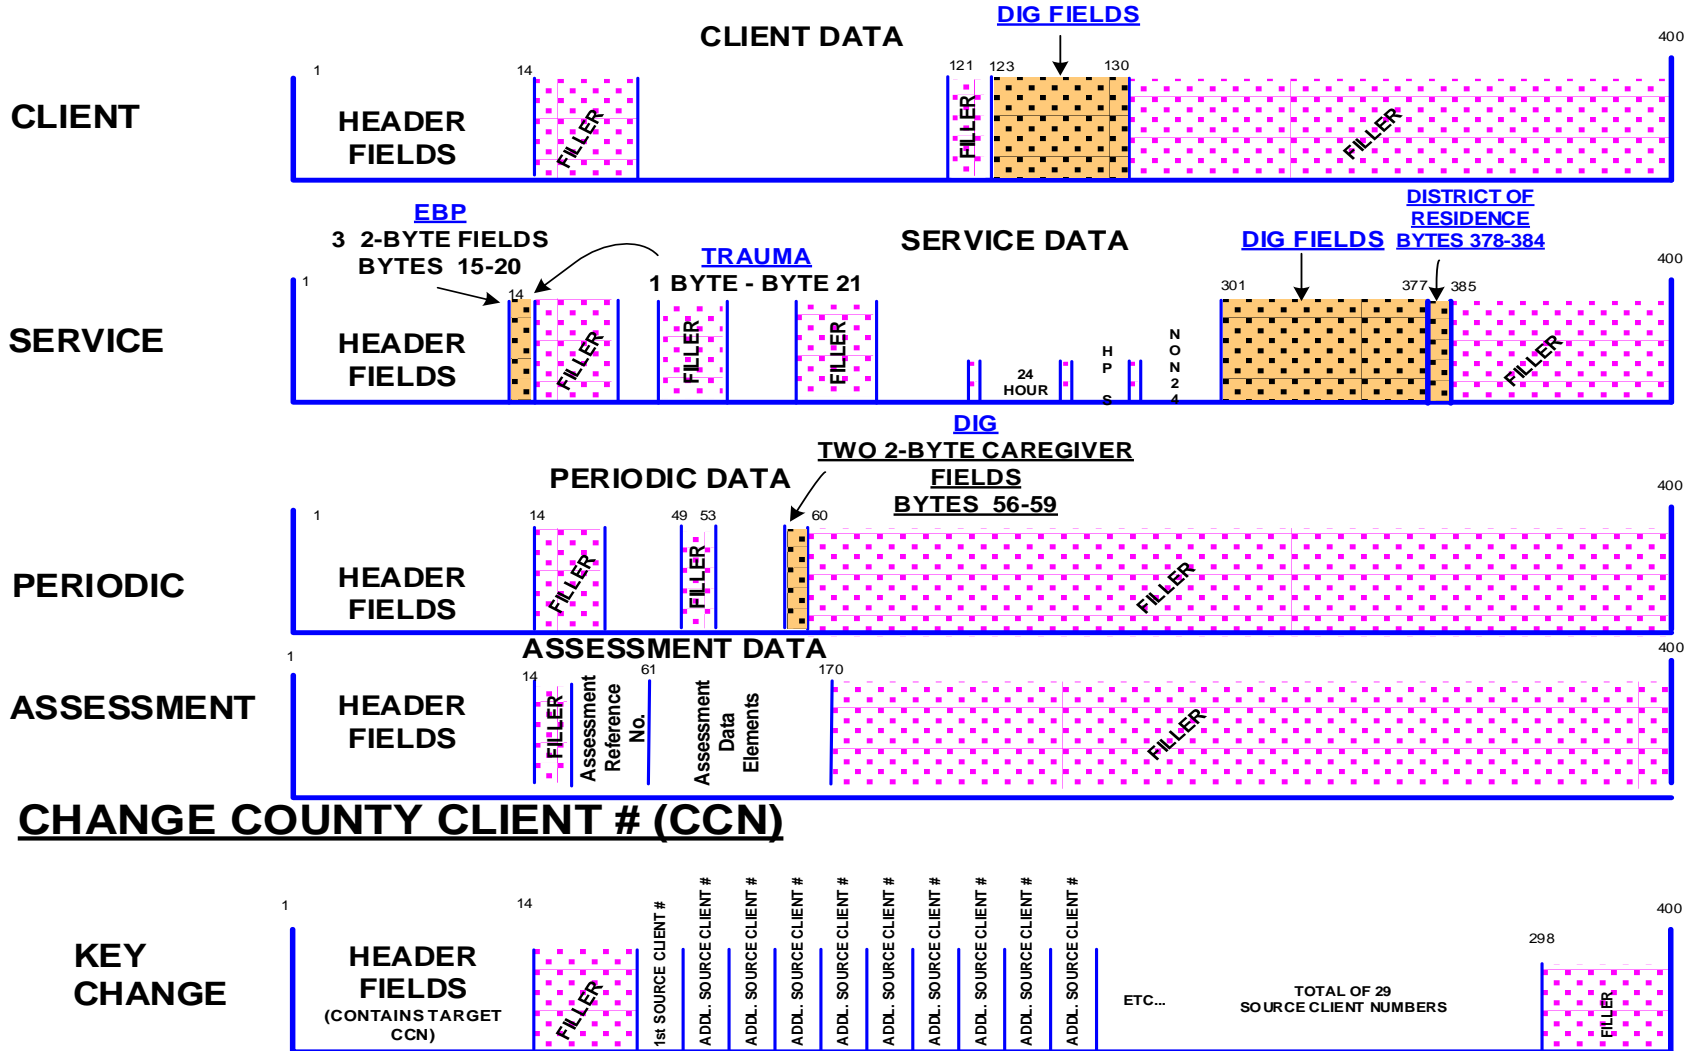 DIG FIELDS
CLIENT DATA
400
1
14
121
123
130
CLIENT
HEADER
FIELDS
FILLER
FILLER
FILLER
EBP
3 2-BYTE FIELDS
BYTES 15-20
TRAUMA
1 BYTE - BYTE 21
SERVICE DATA
DIG FIELDS
DISTRICT OF
RESIDENCE
BYTES 378-384
400
1
14
301
377
385
SERVICE
HEADER
FIELDS
FILLER
FILLER
FILLER
24
HOUR
H
P
S
N
O
N
2
4
FILLER
DIG
TWO 2-BYTE CAREGIVER
FIELDS
BYTES 56-59
PERIODIC DATA
400
1
14
49
53
60
PERIODIC
HEADER
FIELDS
FILLER
FILLER
FILLER
ASSESSMENT DATA
400
1
14
61
170
ASSESSMENT
HEADER
FIELDS
FILLER
Assessment
Reference
No.
Assessment
Data
Elements
FILLER
CHANGE COUNTY CLIENT # (CCN)
400
1
14
298
KEY
CHANGE
HEADER
FIELDS
(CONTAINS TARGET
CCN)
FILLER
1st SOURCE CLIENT #
ADDL. SOURCE CLIENT #
ADDL. SOURCE CLIENT #
ADDL. SOURCE CLIENT #
ADDL. SOURCE CLIENT #
ADDL. SOURCE CLIENT #
ADDL. SOURCE CLIENT #
ADDL. SOURCE CLIENT #
ADDL. SOURCE CLIENT #
ADDL. SOURCE CLIENT #
ETC...
TOTAL OF 29
SOURCE CLIENT NUMBERS
FILLER